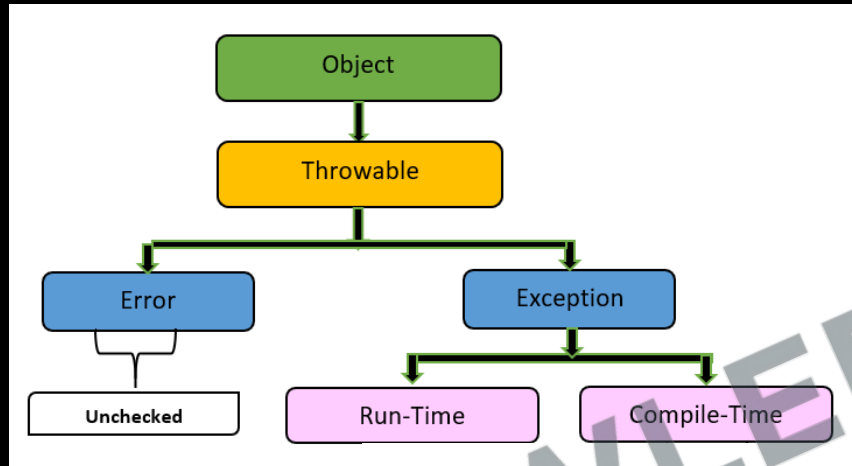 Object
Throwable
Error
Exception
Unchecked
Run-Time
Compile-Time